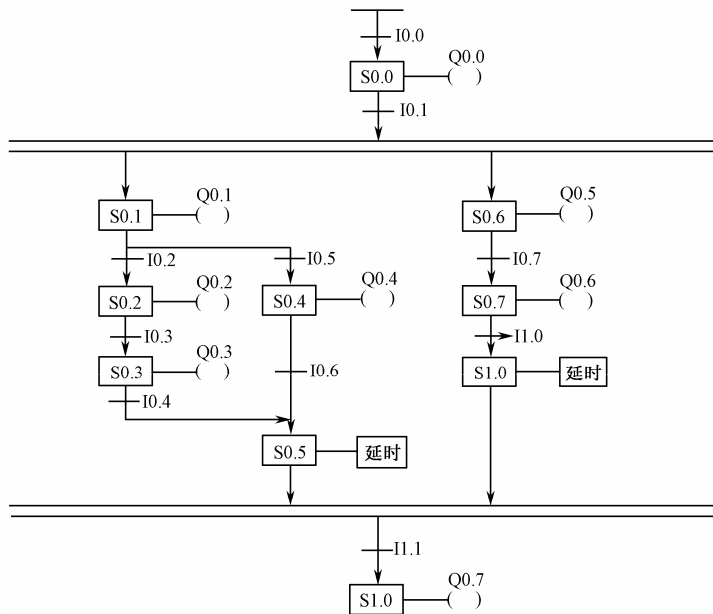 I0.0
Q0.0
S0.0
( )
I0.1
Q0.1
Q0.5
S0.1
( )
S0.6
( )
I0.2
I0.5
I0.7
Q0.2
Q0.4
Q0.6
S0.2
( )
S0.4
( )
S0.7
( )
I0.3
I1.0
Q0.3
S0.3
( )
I0.6
S1.0
延时
I0.4
S0.5
延时
I1.1
Q0.7
S1.0
( )